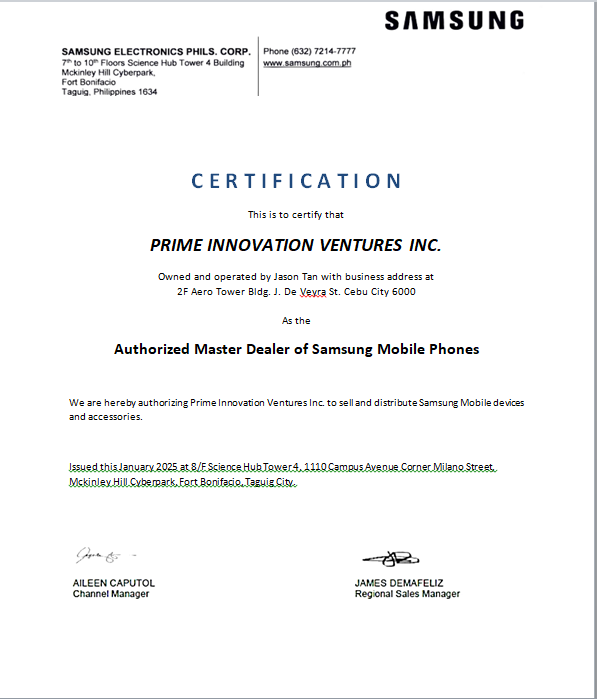 SAMSUNG
SAMSUNG ELECTRONICS PHILS. CORP.
7th to 10th Floors Science Hub Tower 4 Building
Mckinley Hill Cyberpark,
Fort Bonifacio
Taguig, Philippines 1634
Phone (632) 7214-7777
www.samsung.com.ph
CERTIFICATION
This is to certify that
PRIME INNOVATION VENTURES INC.
Owned and operated by Jason Tan with business address at
2F Aero Tower Bldg. J. De Veyra St. Cebu City 6000
As the
Authorized Master Dealer of Samsung Mobile Phones
We are hereby authorizing Prime Innovation Ventures Inc. to sell and distribute Samsung Mobile devices
and accessories.
Issued this January 2025 at 8/F Science Hub Tower 4, 1110 Campus Avenue Corner Milano Street,
Mckinley Hill Cyberpark, Fort Bonifacio, Taguig City.
AILEEN CAPUTOL
Channel Manager
JAMES DEMAFELIZ
Regional Sales Manager